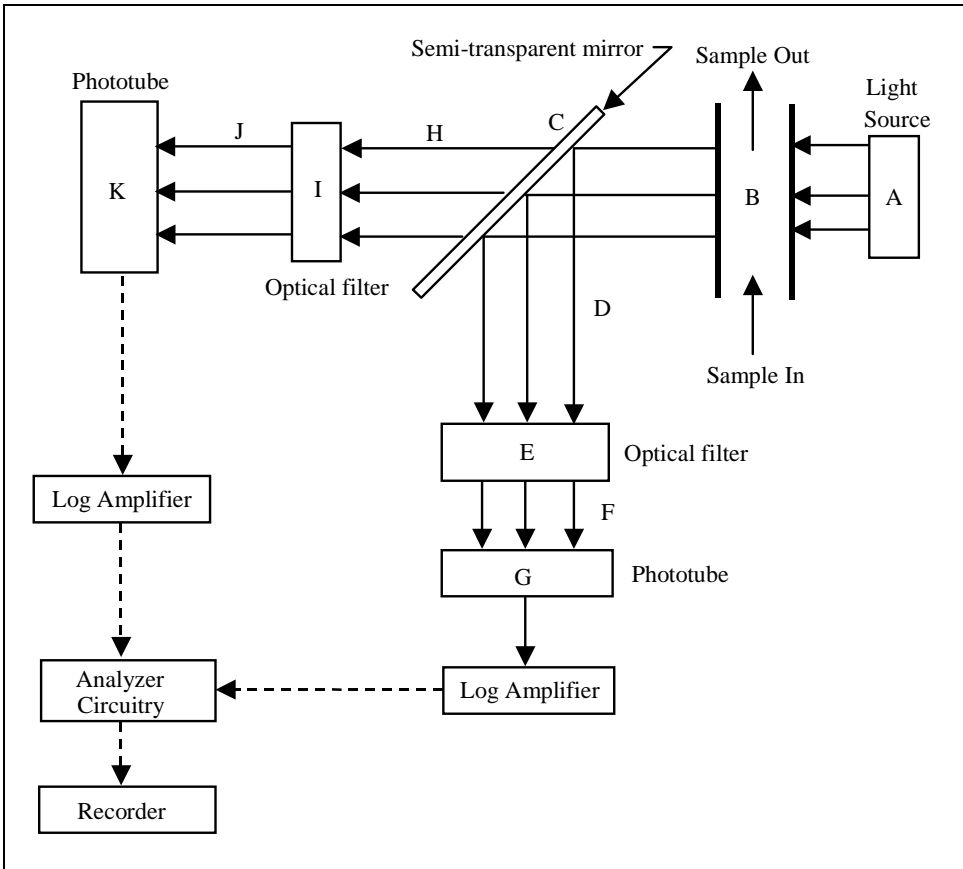 Semi-transparent mirror
Sample Out
Phototube
Light
Source
J
H
C
K
I
B
A
Optical filter
D
Sample In
E
Optical filter
Log Amplifier
F
G
Phototube
Analyzer
Circuitry
Log Amplifier
Recorder